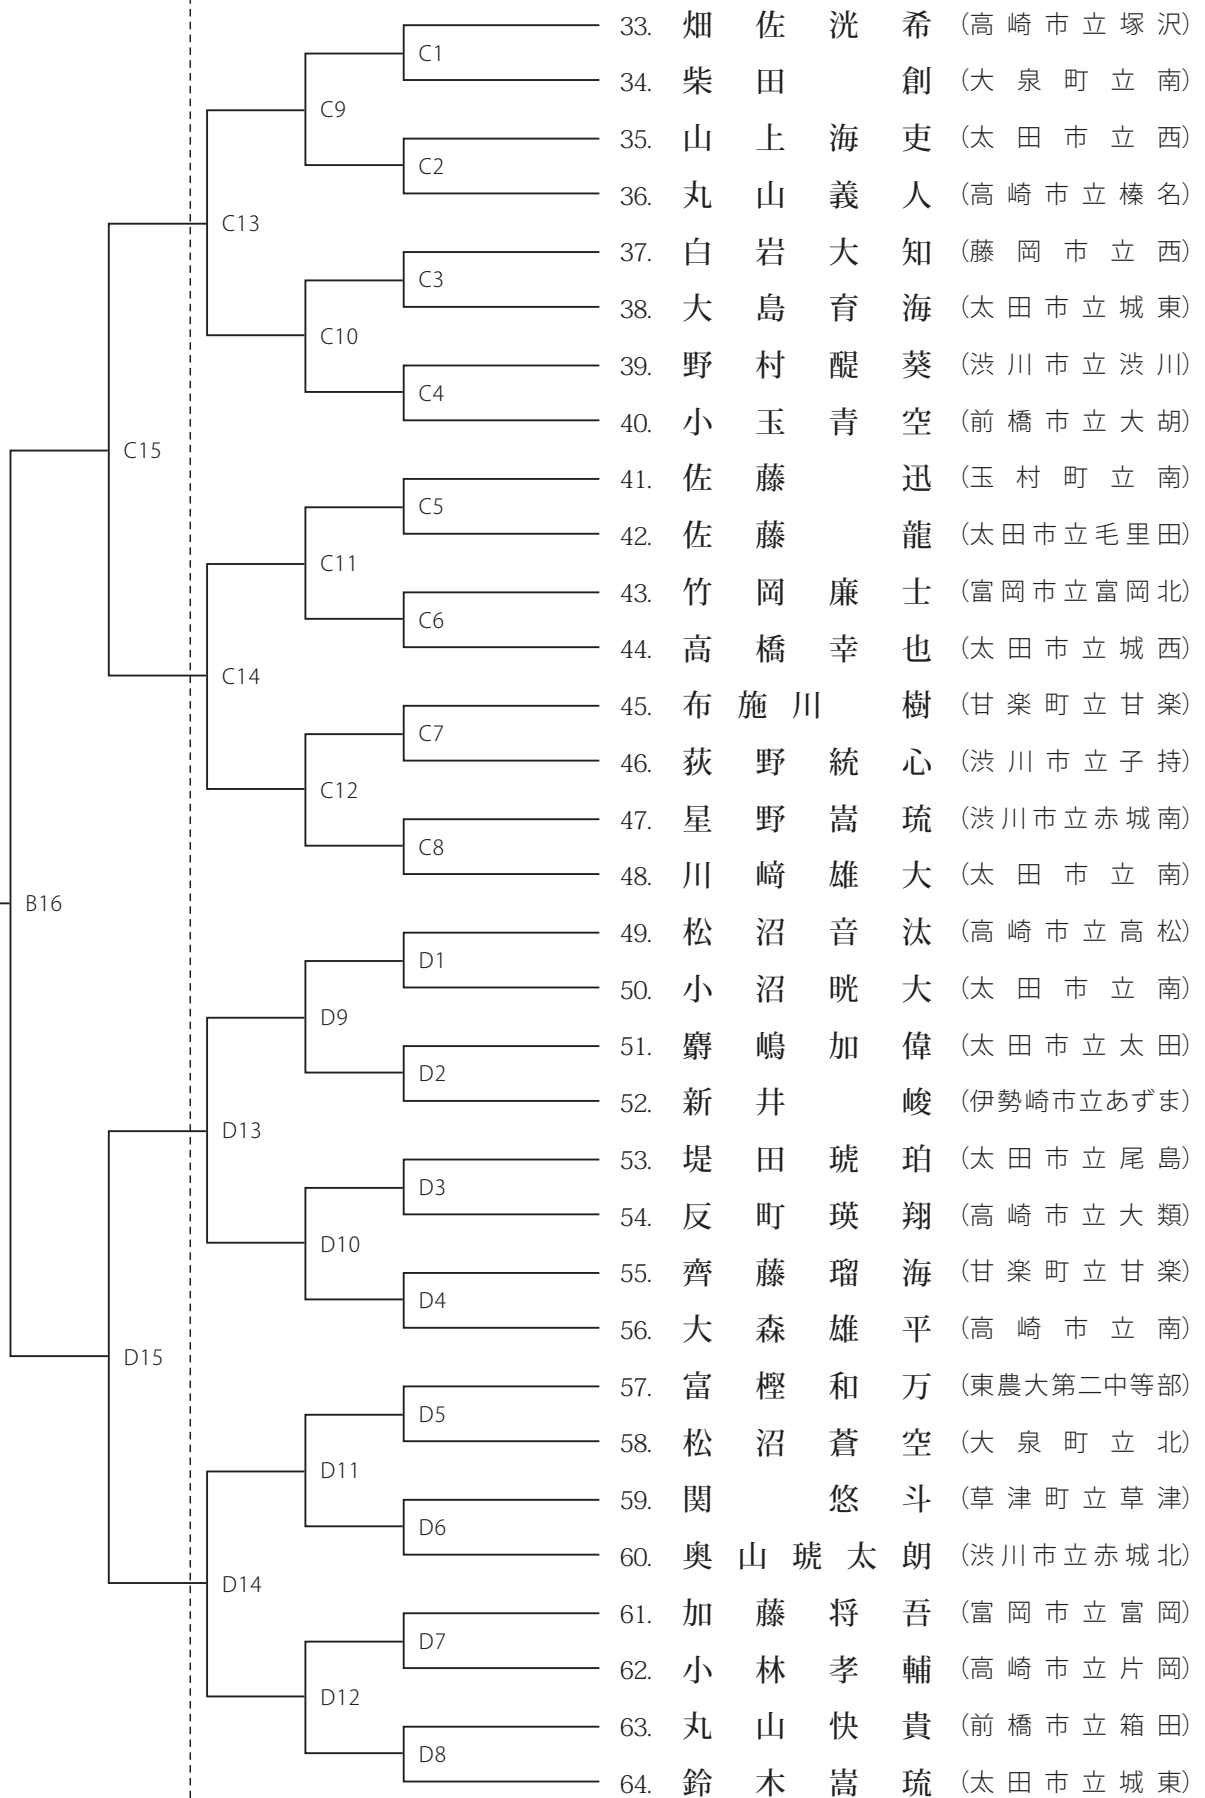 33. 畑佐洸希 (高崎市立塚沢)
C1
34. 柴田創 (大泉町立南)
C9
35. 山上海吏 (太田市立西)
C2
36. 丸山義人 (高崎市立榛名)
C13
37. 白岩大知 (藤岡市立西)
C3
38. 大島育海 (太田市立城東)
C10
39. 野村醍葵 (渋川市立渋川)
C4
40. 小玉青空 (前橋市立大胡)
C15
41. 佐藤迅 (玉村町立南)
C5
42. 佐藤龍 (太田市立毛里田)
C11
43. 竹岡廉士 (富岡市立富岡北)
C6
44. 高橋幸也 (太田市立城西)
C14
45. 布施川樹 (甘楽町立甘楽)
C7
46. 荻野統心 (渋川市立子持)
C12
47. 星野嵩琉 (渋川市立赤城南)
C8
48. 川﨑雄大 (太田市立南)
B16
49. 松沼音汰 (高崎市立高松)
D1
50. 小沼晄大 (太田市立南)
D9
51. 麝嶋加偉 (太田市立太田)
D2
52. 新井峻 (伊勢崎市立あずま)
D13
53. 堤田琥珀 (太田市立尾島)
D3
54. 反町瑛翔 (高崎市立大類)
D10
55. 齊藤瑠海 (甘楽町立甘楽)
D4
56. 大森雄平 (高崎市立南)
D15
57. 富樫和万 (東農大第二中等部)
D5
58. 松沼蒼空 (大泉町立北)
D11
59. 関悠斗 (草津町立草津)
D6
60. 奥山琥太朗 (渋川市立赤城北)
D14
61. 加藤将吾 (富岡市立富岡)
D7
62. 小林孝輔 (高崎市立片岡)
D12
63. 丸山快貴 (前橋市立箱田)
D8
64. 鈴木嵩琉 (太田市立城東)